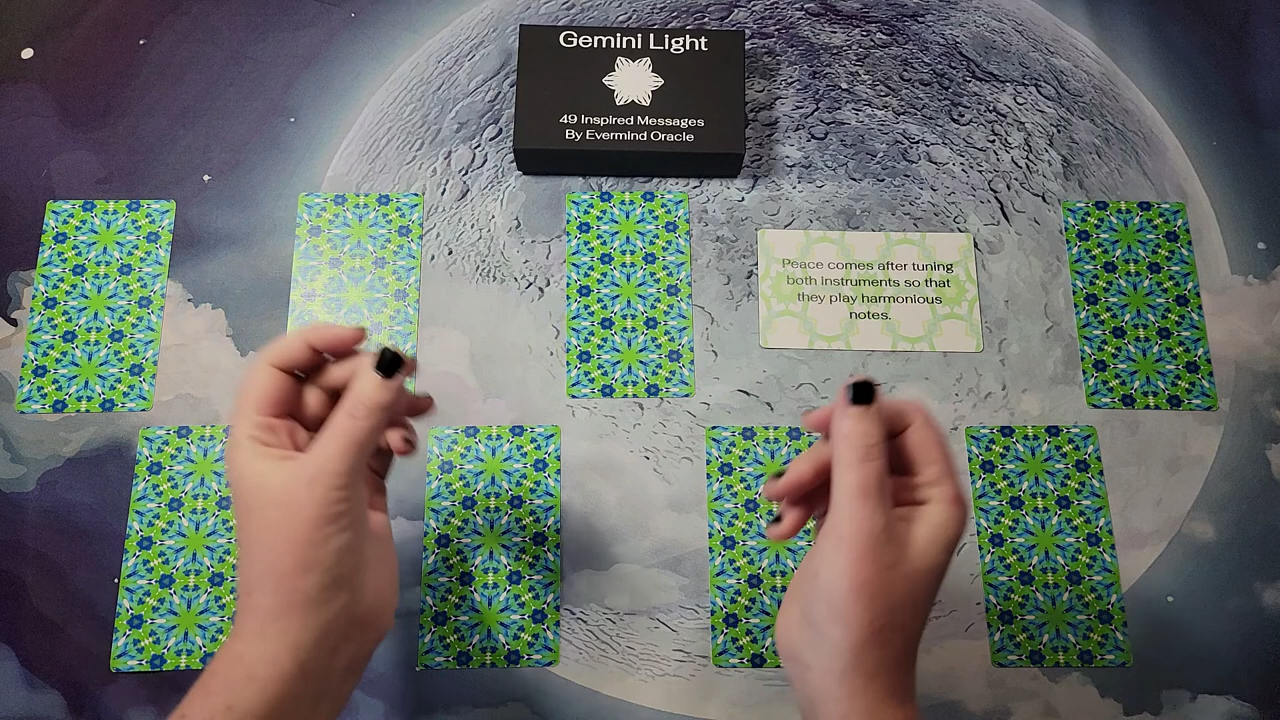 Gemini Light
49 Inspired Messages
By Evermind Oracle
Peace comes after tuning
both instruments so that
they play harmonious
notes.